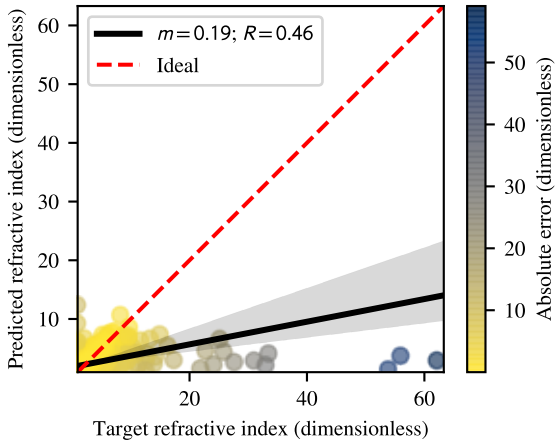 m = 0.19; R = 0.46
Ideal
Predicted refractive index (dimensionless)
60
50
40
30
20
10
20
40
60
Target refractive index (dimensionless)
50
40
30
20
10
Absolute error (dimensionless)